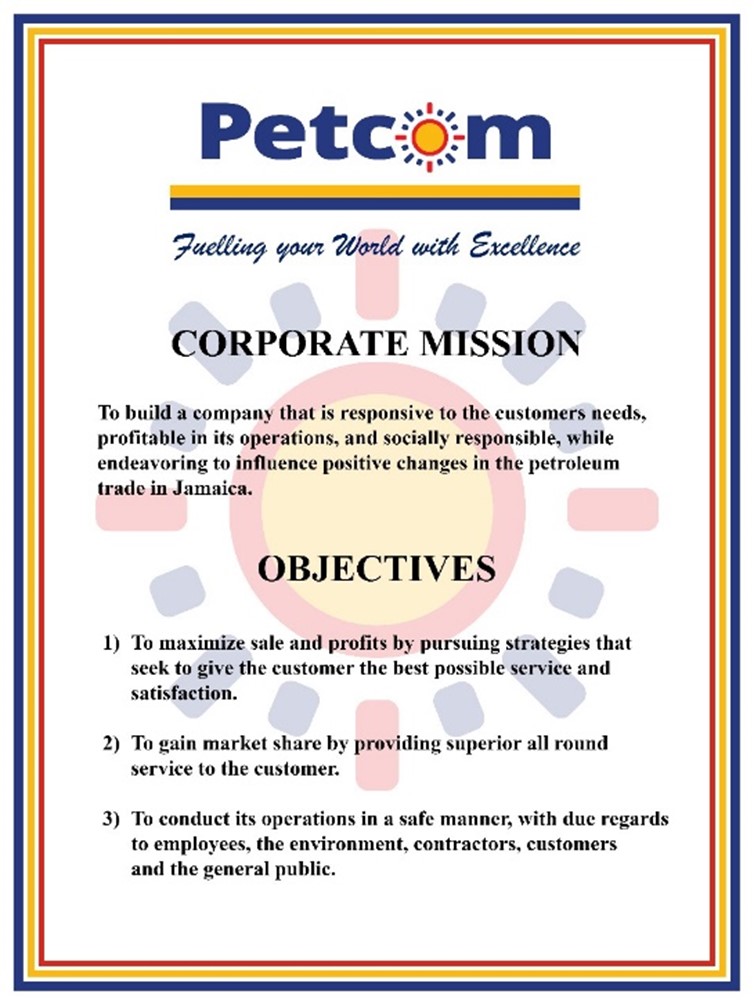 Petcom
Fuelling your World with Excellence
CORPORATE MISSION
To build a company that is responsive to the customers needs,
profitable in its operations, and socially responsible, while
endeavoring to influence positive changes in the petroleum
trade in Jamaica.
OBJECTIVES
1) To maximize sale and profits by pursuing strategies that
seek to give the customer the best possible service and
satisfaction.
2) To gain market share by providing superior all round
service to the customer.
3) To conduct its operations in a safe manner, with due regards
to employees, the environment, contractors, customers
and the general public.